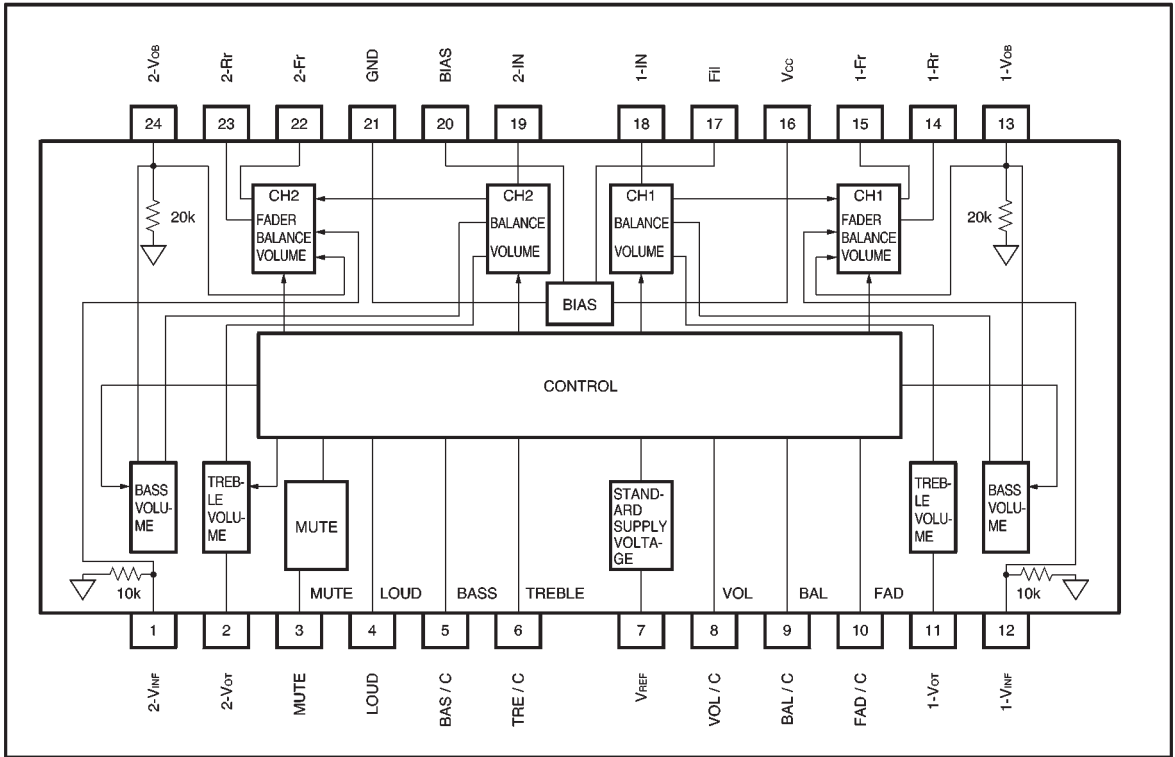 2-VOB
2-Rr
2-Fr
GND
BIAS
2-IN
1-IN
Fil
VCC
1-Fr
1-Rr
1-VOB
24
23
22
21
20
19
18
17
16
15
14
13
20k
CH2
FADER
BALANCE
VOLUME
CH2
BALANCE
VOLUME
CH1
BALANCE
VOLUME
CH1
FADER
BALANCE
VOLUME
20k
BIAS
CONTROL
BASS
VOLU-
ME
TREB-
LE
VOLU-
ME
MUTE
STAND-
ARD
SUPPLY
VOLTA-
GE
TREB-
LE
VOLU-
ME
BASS
VOLU-
ME
10k
MUTE
LOUD
BASS
TREBLE
VOL
BAL
FAD
10k
1
2
3
4
5
6
7
8
9
10
11
12
2-VINF
2-VOT
MUTE
LOUD
BAS / C
TRE / C
VREF
VOL / C
BAL / C
FAD / C
1-VOT
1-VINF